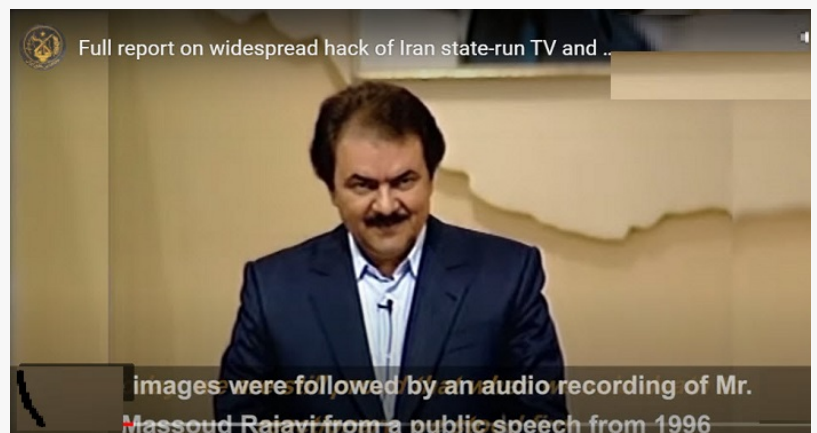 Full report on widespread hack of Iran state-run TV and ...
images were followed by an audio recording of Mr.
Massoud Rajavi from a public speech from 1996